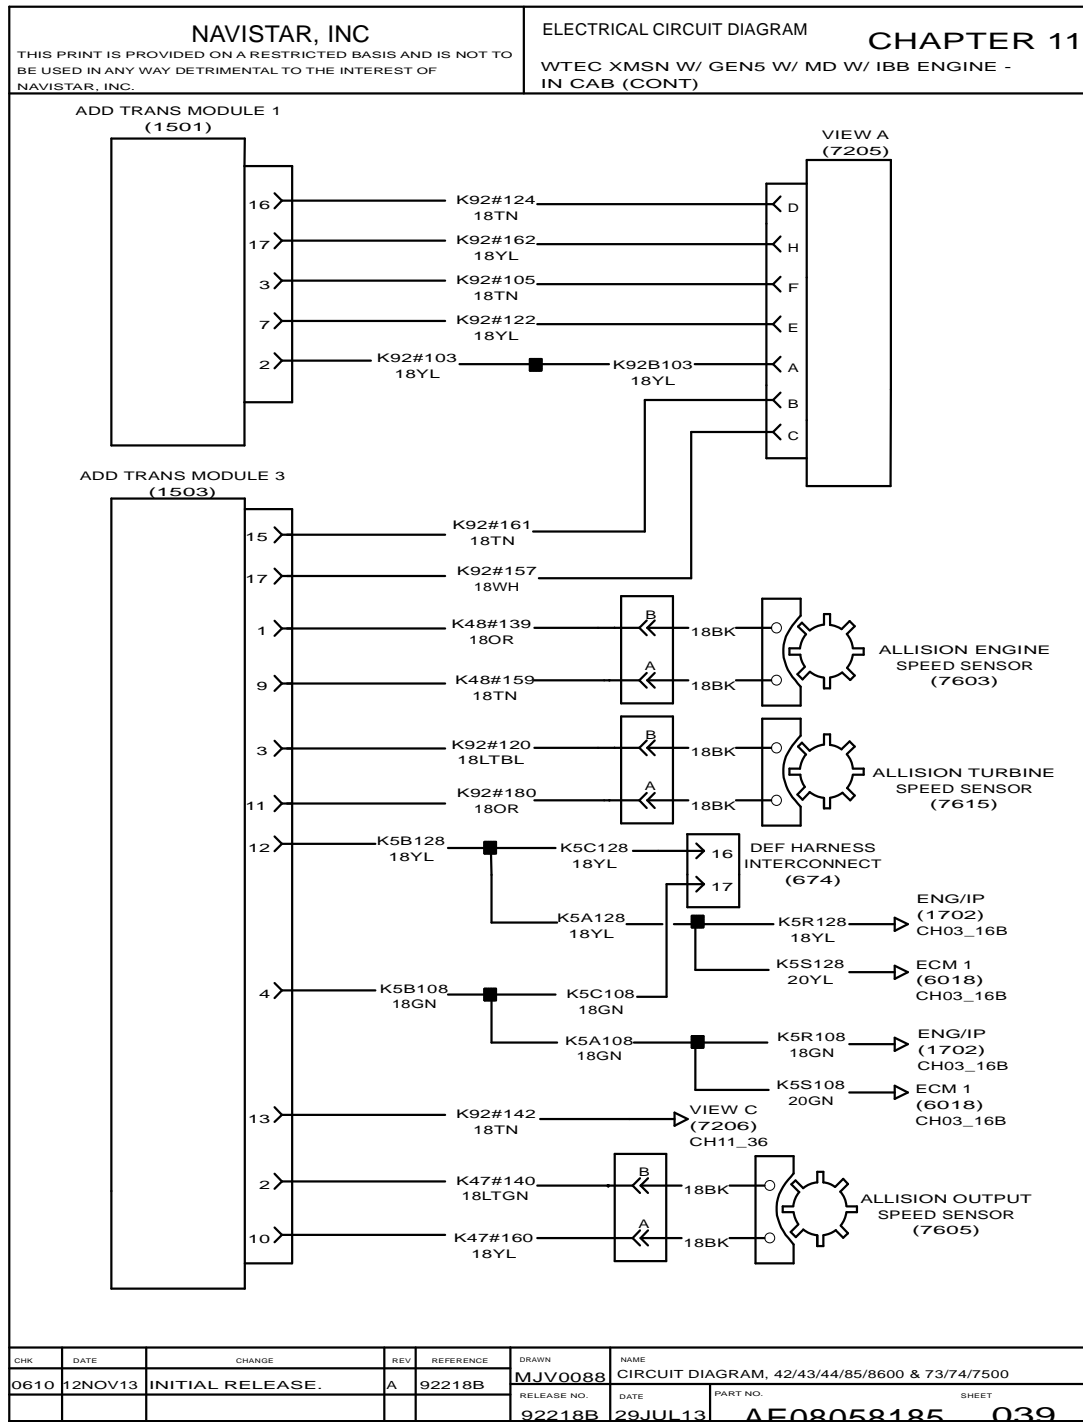 NAVISTAR, INC
THIS PRINT IS PROVIDED ON A RESTRICTED BASIS AND IS NOT TO
BE USED IN ANY WAY DETRIMENTAL TO THE INTEREST OF
NAVISTAR, INC.
ELECTRICAL CIRCUIT DIAGRAM
CHAPTER 11
WTEC XMSN W/ GEN5 W/ MD W/ IBB ENGINE -
IN CAB (CONT)
ADD TRANS MODULE 1
(1501)
VIEW A
(7205)
16
K92#124
18TN
D
17
K92#162
18YL
H
3
K92#105
18TN
F
7
K92#122
18YL
E
2
K92#103
18YL
K92B103
18YL
A
B
C
ADD TRANS MODULE 3
(1503)
15
K92#161
18TN
17
K92#157
18WH
1
K48#139
18OR
B
18BK
9
K48#159
18TN
A
18BK
ALLISION ENGINE
SPEED SENSOR
(7603)
3
K92#120
18LTBL
B
18BK
11
K92#180
18OR
A
18BK
ALLISION TURBINE
SPEED SENSOR
(7615)
12
K5B128
18YL
K5C128
18YL
16
17
DEF HARNESS
INTERCONNECT
(674)
K5A128
18YL
K5R128
18YL
ENG/IP
(1702)
CH03_16B
K5S128
20YL
ECM 1
(6018)
CH03_16B
4
K5B108
18GN
K5C108
18GN
K5A108
18GN
K5R108
18GN
ENG/IP
(1702)
CH03_16B
K5S108
20GN
ECM 1
(6018)
CH03_16B
13
K92#142
18TN
VIEW C
(7206)
CH11_36
2
K47#140
18LTGN
B
18BK
10
K47#160
18YL
A
18BK
ALLISION OUTPUT
SPEED SENSOR
(7605)
CHK DATE CHANGE REV REFERENCE
0610 12NOV13 INITIAL RELEASE. A 92218B
DRAWN
MJV0088
NAME
CIRCUIT DIAGRAM, 42/43/44/85/8600 & 73/74/7500
RELEASE NO.
92218B
DATE
29JUL13
PART NO.
AE08058185
SHEET
039